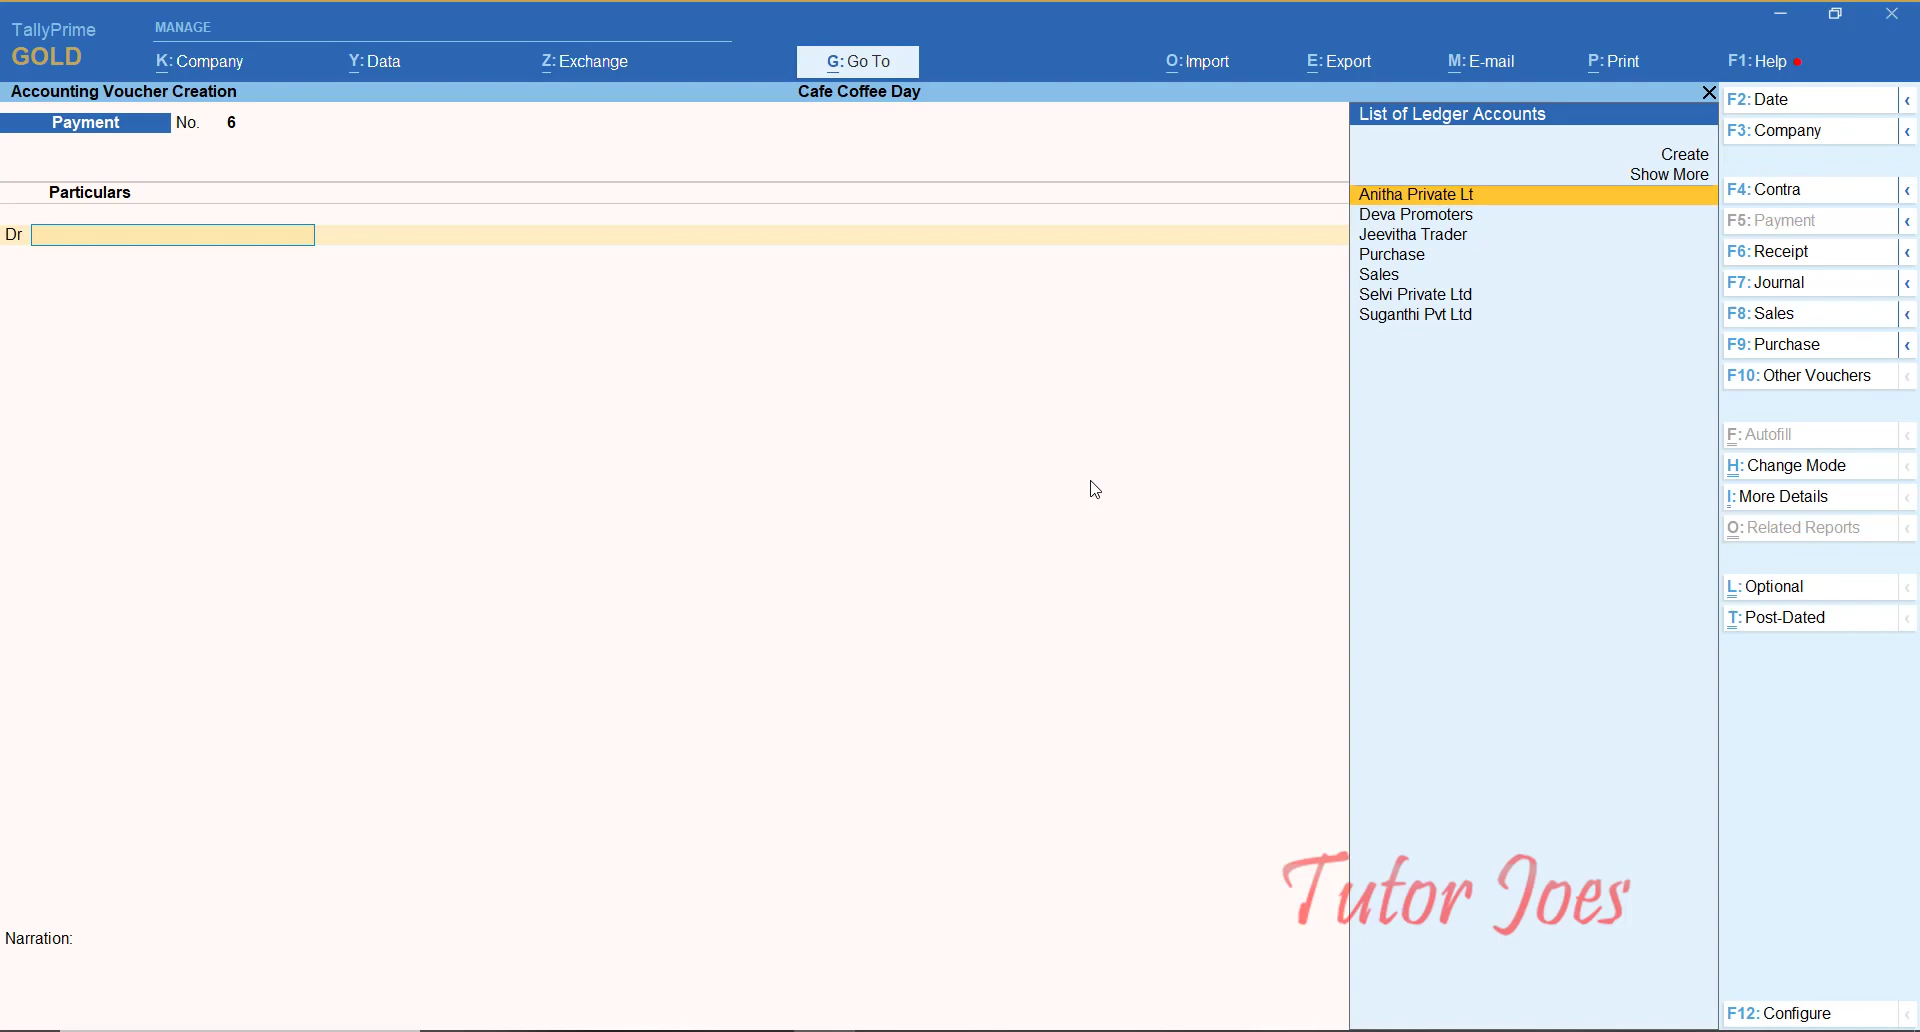 TallyPrime
GOLD
MANAGE
K: Company
Y: Data
Z: Exchange
G: Go To
O: Import
E: Export
M: E-mail
P: Print
F1: Help
Accounting Voucher Creation
Cafe Coffee Day
Payment No. 6
Particulars
Dr
Narration:
List of Ledger Accounts
Create
Show More
Anitha Private Lt
Deva Promoters
Jeevitha Trader
Purchase
Sales
Selvi Private Ltd
Suganthi Pvt Ltd
F2: Date
F3: Company
F4: Contra
F5: Payment
F6: Receipt
F7: Journal
F8: Sales
F9: Purchase
F10: Other Vouchers
F: Autofill
H: Change Mode
I: More Details
O: Related Reports
L: Optional
T: Post-Dated
F12: Configure
Tutor Joes